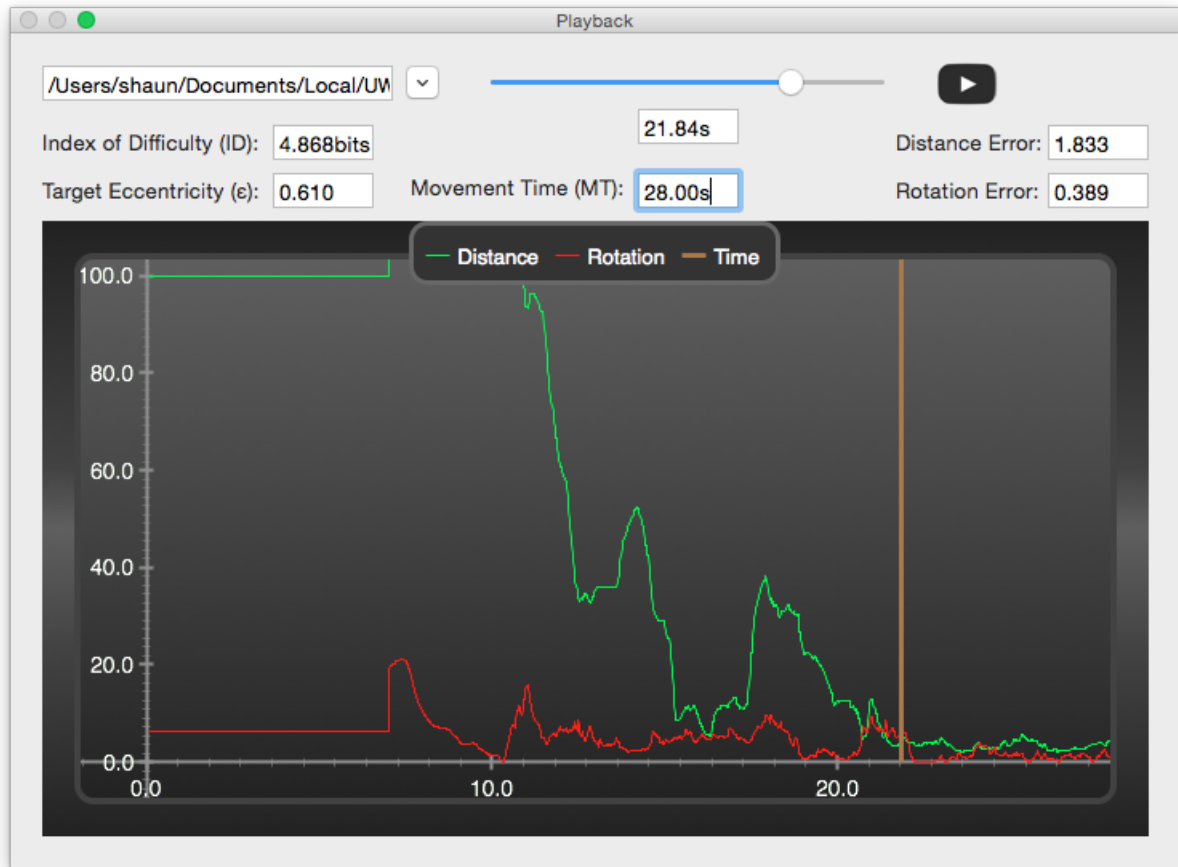 Playback
/Users/shaun/Documents/Local/UW
21.84s
Index of Difficulty (ID): 4.868bits
Distance Error: 1.833
Target Eccentricity (ε): 0.610
Movement Time (MT): 28.00s
Rotation Error: 0.389
Distance Rotation Time
100.0
80.0
60.0
40.0
20.0
0.0
0.0 10.0 20.0